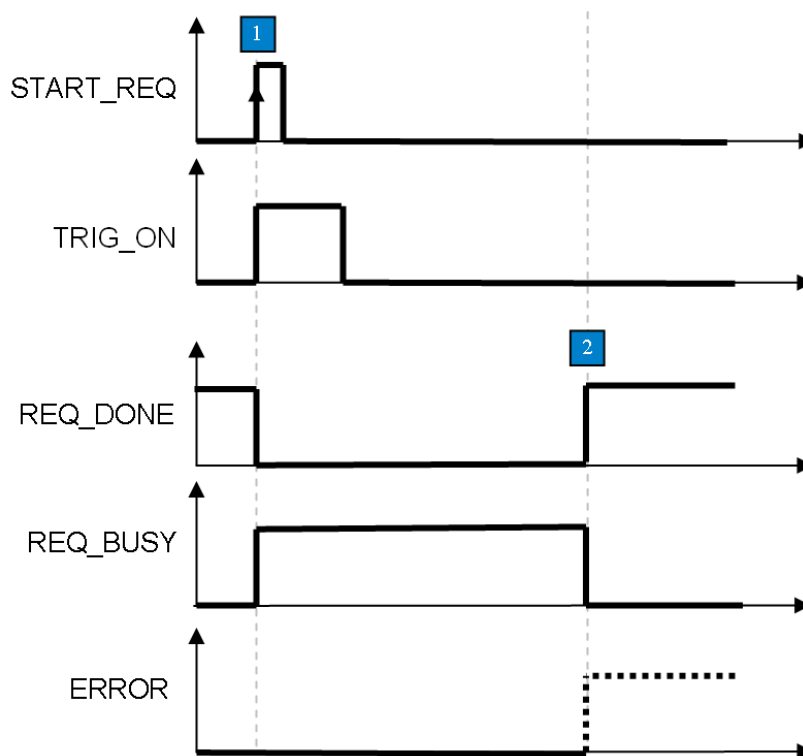 1
START_REQ
TRIG_ON
2
REQ_DONE
REQ_BUSY
ERROR